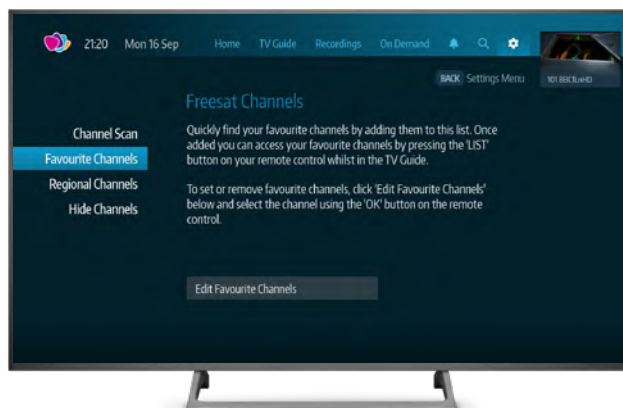 21:20 Mon 16 Sep Home TV Guide Recordings On Demand
BACK Settings Menu
101 BBC1LnHD
Freesat Channels
Channel Scan
Favourite Channels
Regional Channels
Hide Channels
Quickly find your favourite channels by adding them to this list. Once
added you can access your favourite channels by pressing the 'LIST'
button on your remote control whilst in the TV Guide.
To set or remove favourite channels, click 'Edit Favourite Channels'
below and select the channel using the 'OK' button on the remote
control.
Edit Favourite Channels